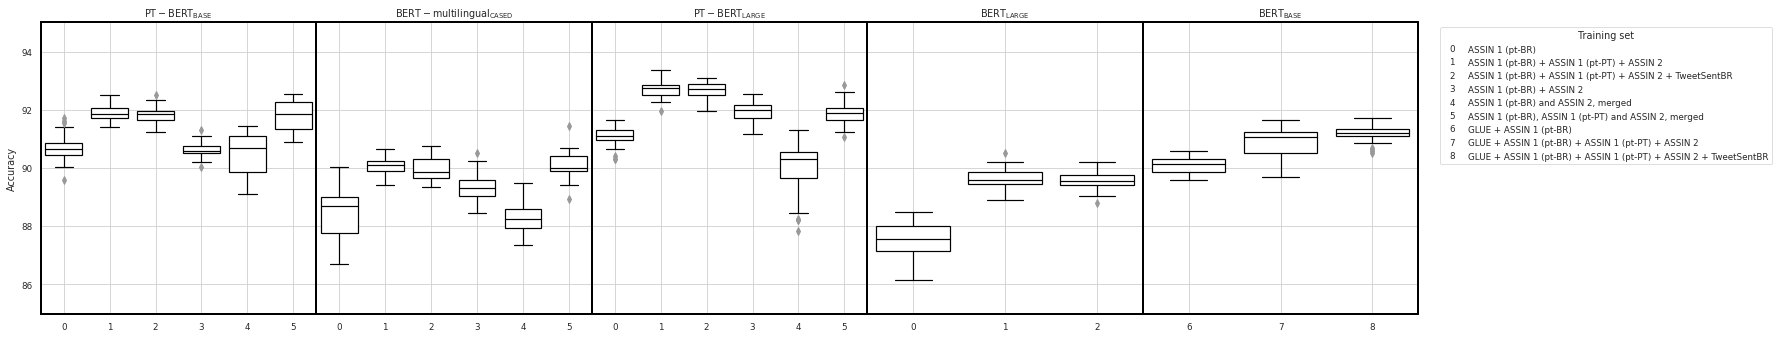 PT − BERT_BASE
BERT − multilingual_CASED
PT − BERT_LARGE
BERT_LARGE
BERT_BASE
Accuracy
94
92
90
88
86
0 1 2 3 4 5
0 1 2 3 4 5
0 1 2 3 4 5
0 1 2
6 7 8
Training set
0 ASSIN 1 (pt-BR)
1 ASSIN 1 (pt-BR) + ASSIN 1 (pt-PT) + ASSIN 2
2 ASSIN 1 (pt-BR) + ASSIN 1 (pt-PT) + ASSIN 2 + TweetSentBR
3 ASSIN 1 (pt-BR) + ASSIN 2
4 ASSIN 1 (pt-BR) and ASSIN 2, merged
5 ASSIN 1 (pt-BR), ASSIN 1 (pt-PT) and ASSIN 2, merged
6 GLUE + ASSIN 1 (pt-BR)
7 GLUE + ASSIN 1 (pt-BR) + ASSIN 1 (pt-PT) + ASSIN 2
8 GLUE + ASSIN 1 (pt-BR) + ASSIN 1 (pt-PT) + ASSIN 2 + TweetSentBR